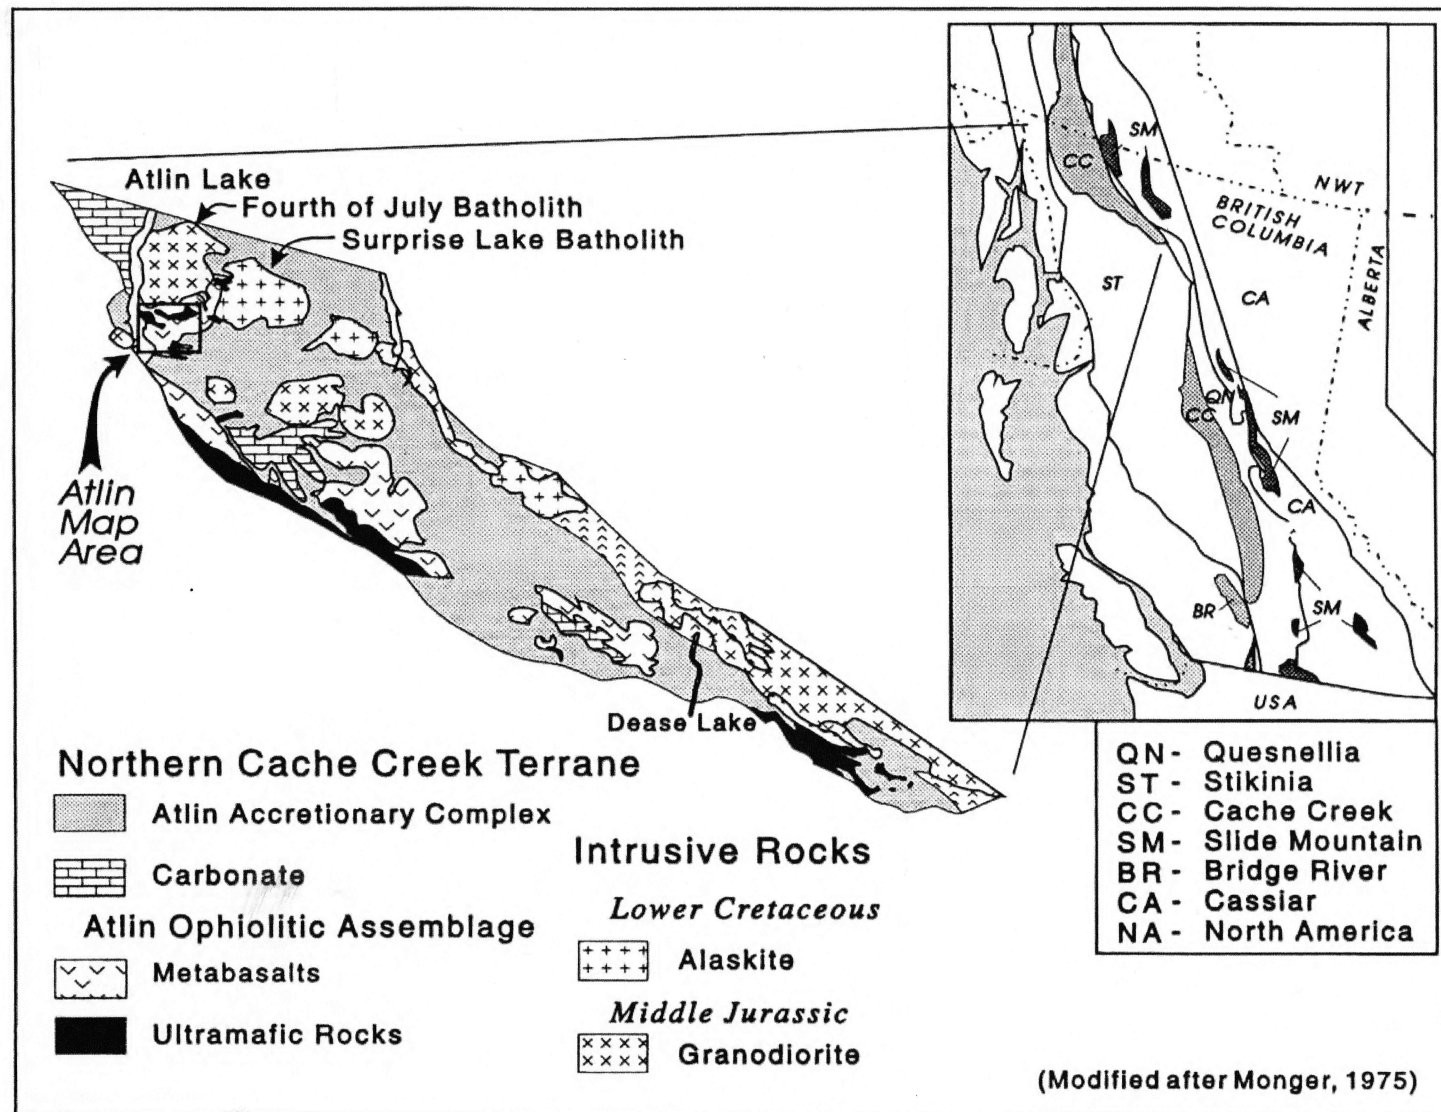 Atlin Lake
Fourth of July Batholith
Surprise Lake Batholith
Atlin
Map
Area
Dease Lake
SM
CC
NWT
BRITISH
COLUMBIA
ALBERTA
ST
CA
QN
CC
SM
CA
BR
SM
USA
Northern Cache Creek Terrane
Atlin Accretionary Complex
Carbonate
Atlin Ophiolitic Assemblage
Metabasalts
Ultramafic Rocks
Intrusive Rocks
Lower Cretaceous
Alaskite
Middle Jurassic
Granodiorite
QN - Quesnellia
ST - Stikinia
CC - Cache Creek
SM - Slide Mountain
BR - Bridge River
CA - Cassiar
NA - North America
(Modified after Monger, 1975)